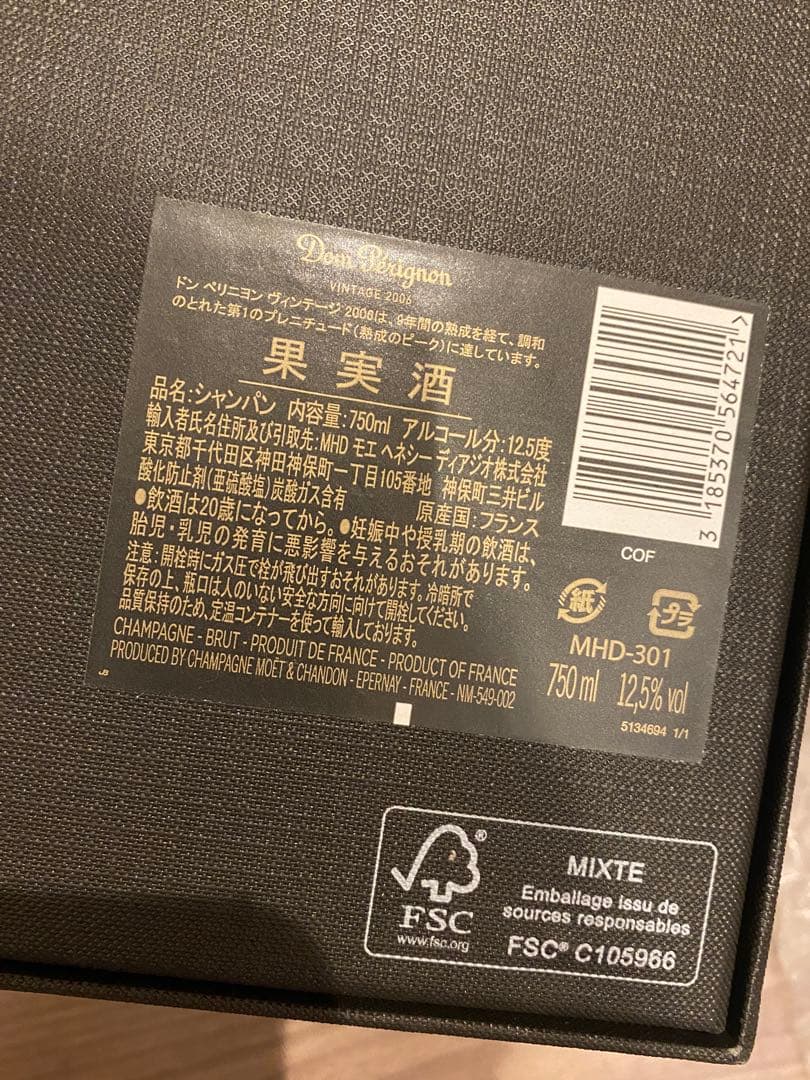 Dom Pérignon
VINTAGE 2006
ドン ペリニヨン ヴィンテージ 2006は、9年間の熟成を経て、調和
のとれた第1のプレニチュード(熟成のピーク)に達しています。
果実酒
品名:シャンパン 内容量:750ml アルコール分:12.5度
輸入者氏名住所及び引取先:MHD モエ ヘネシー ディアジオ株式会社
東京都千代田区神田神保町一丁目105番地 神保町三井ビル
酸化防止剤(亜硫酸塩)炭酸ガス含有 原産国:フランス
●飲酒は20歳になってから。●妊娠中や授乳期の飲酒は、
胎児・乳児の発育に悪影響を与えるおそれがあります。
注意:開栓時にガス圧で栓が飛び出すおそれがあります。冷暗所で
保存の上、瓶口は人のいない安全な方向に向けて開栓してください。
品質保持のため、定温コンテナーを使って輸入しております。
CHAMPAGNE - BRUT - PRODUIT DE FRANCE - PRODUCT OF FRANCE
PRODUCED BY CHAMPAGNE MOËT & CHANDON - EPERNAY - FRANCE - NM-549-002
JB
3 185370 564721 >
COF
紙 プラ
MHD-301
750 ml 12,5% vol
5134694 1/1
FSC®
www.fsc.org
MIXTE
Emballage issu de
sources responsables
FSC® C105966